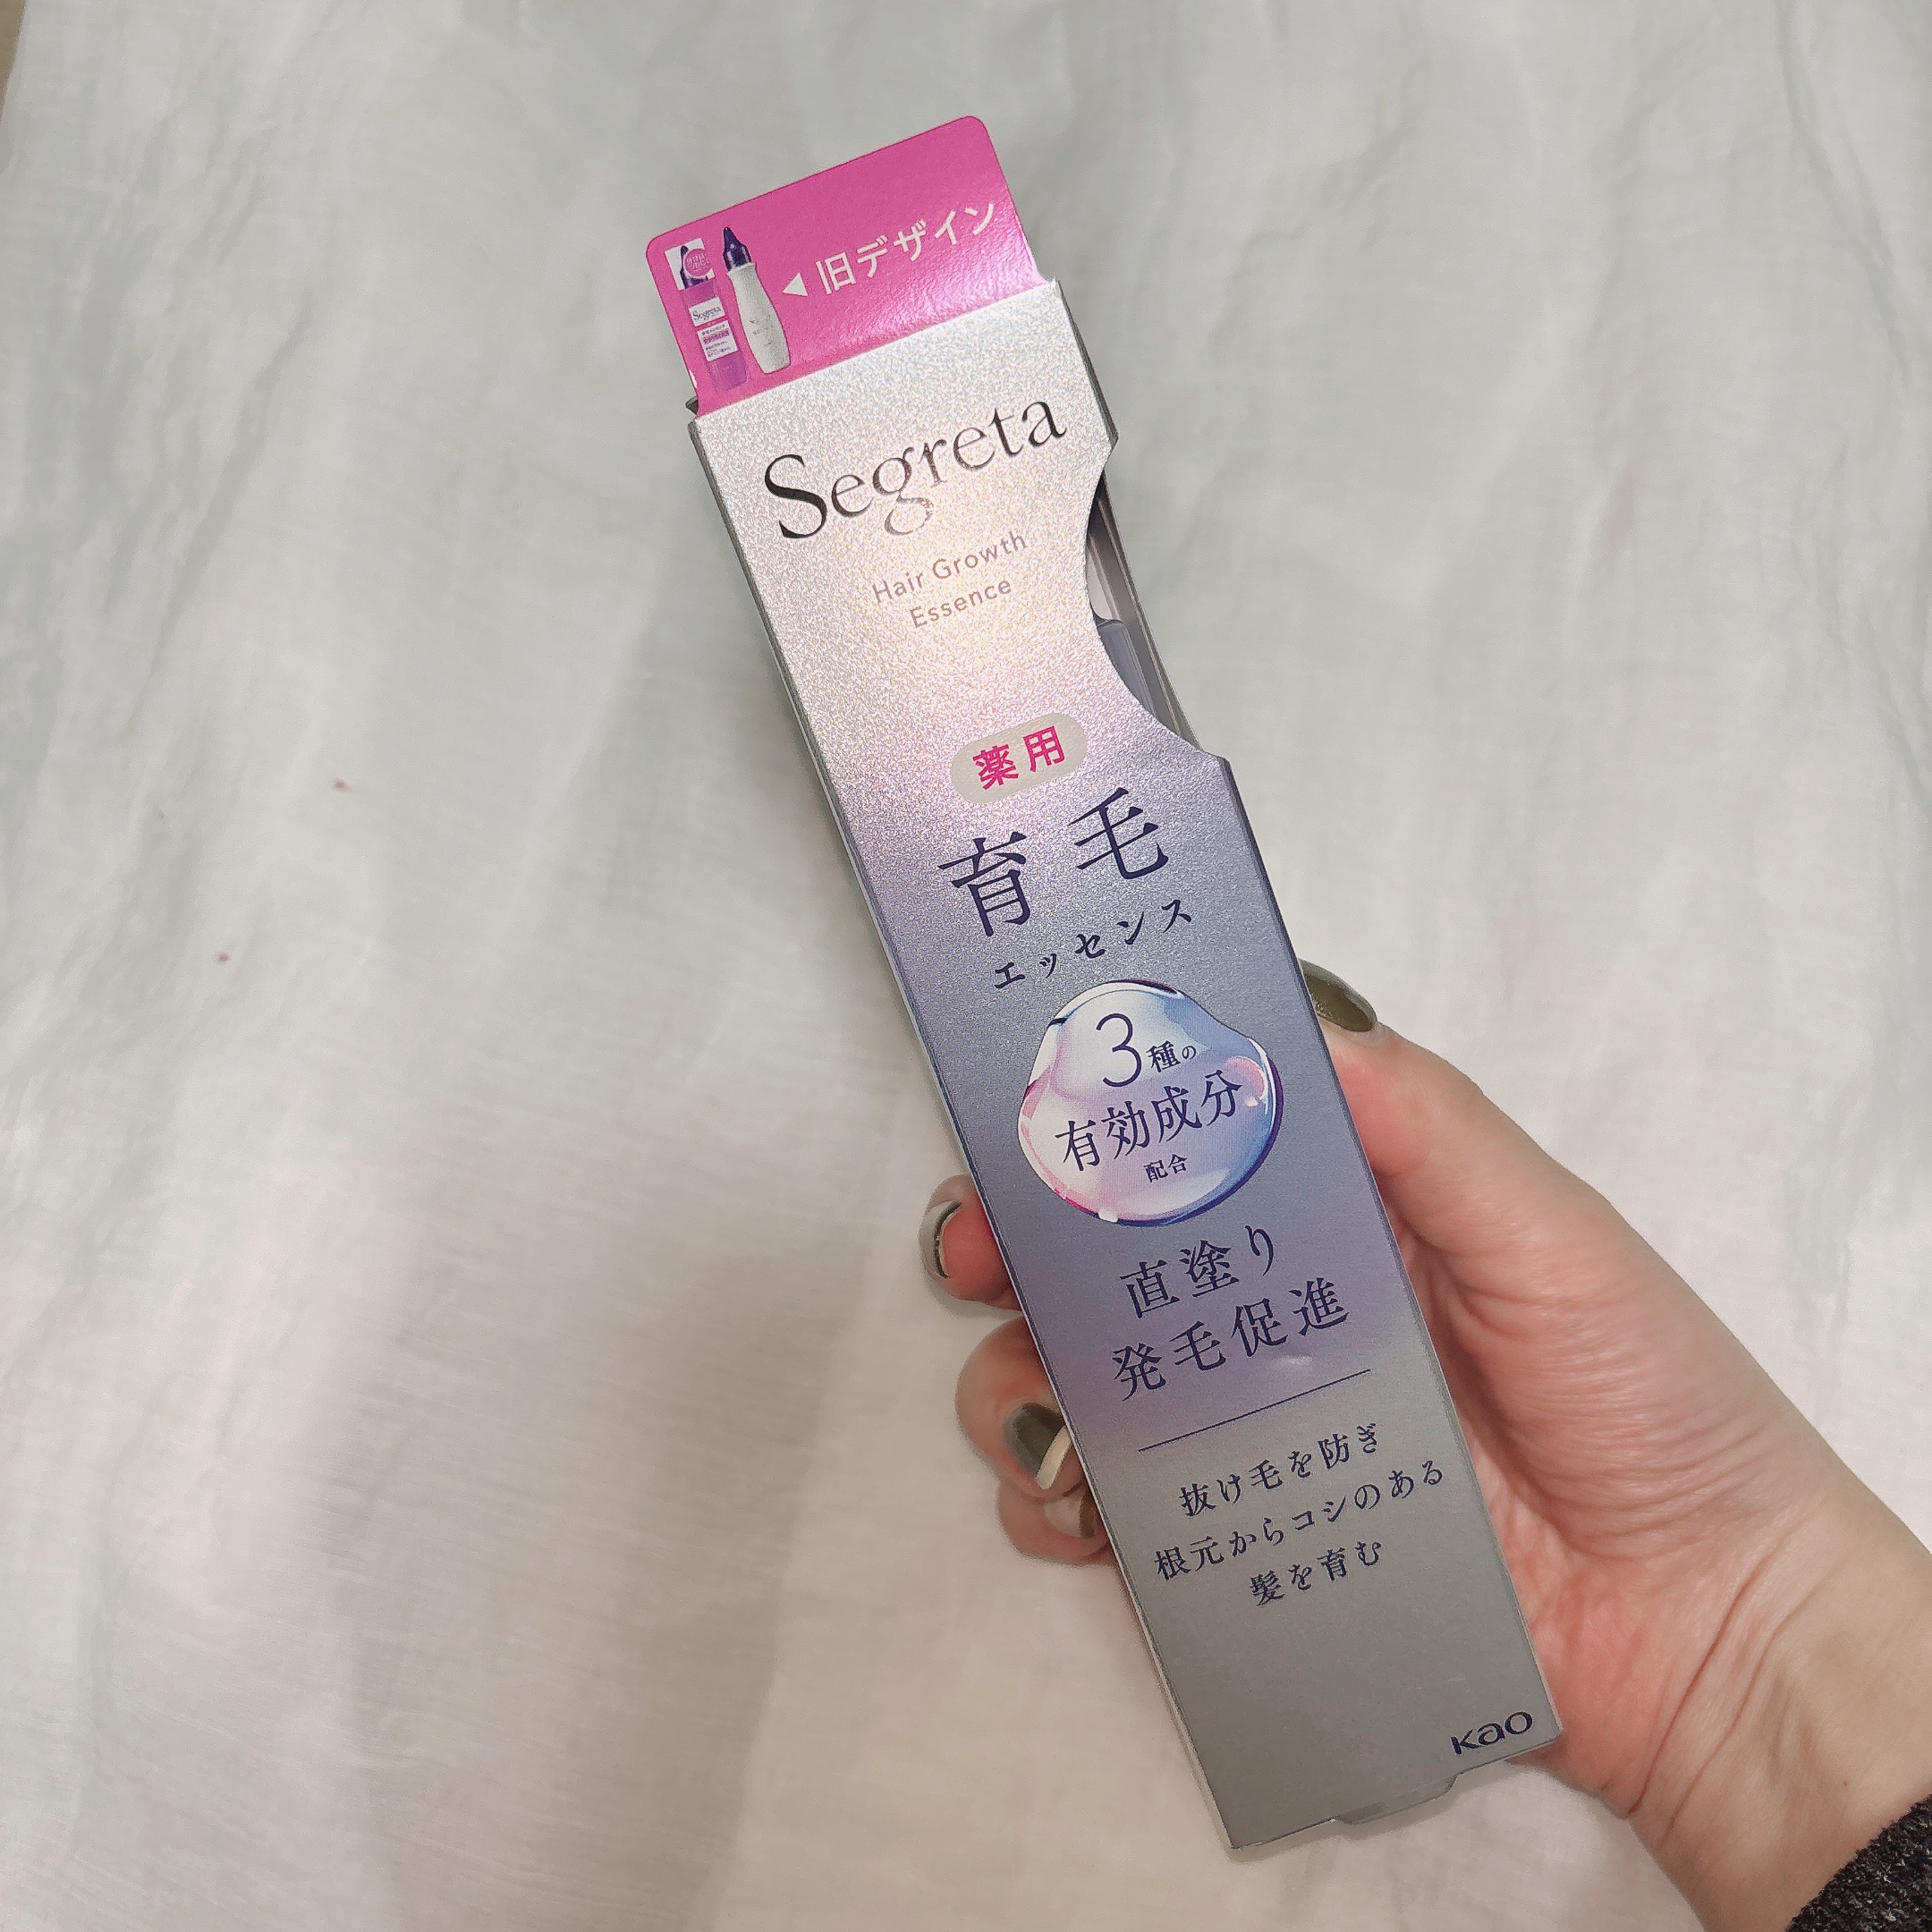 ◀旧デザイン
Segreta
Segreta
Hair Growth
Essence
薬用
育毛
エッセンス
3種の
有効成分
配合
直塗り
発毛促進
抜け毛を防ぎ
根元からコシのある
髪を育む
Kao